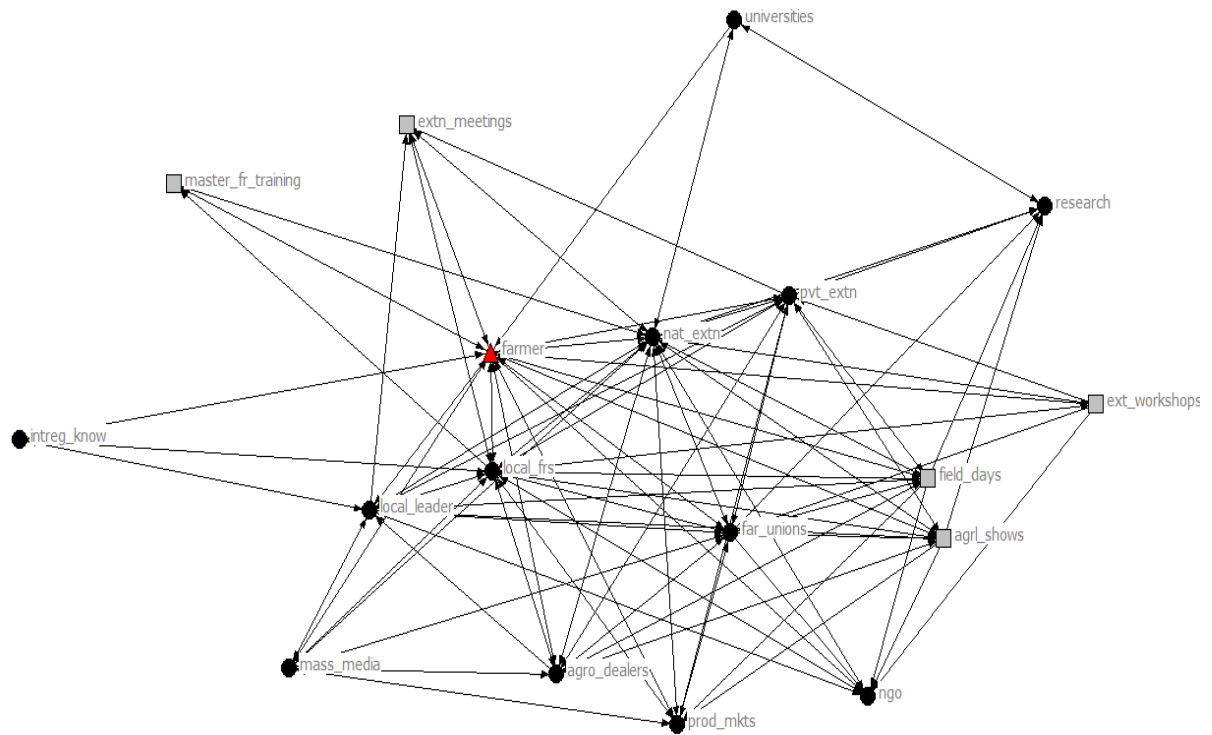 universities
extn_meetings
master_fr_training
research
pvt_extn
nat_extn
farmer
ext_workshops
intreg_know
local_frs
field_days
local_leader
far_unions
agrl_shows
mass_media
agro_dealers
ngo
prod_mkts